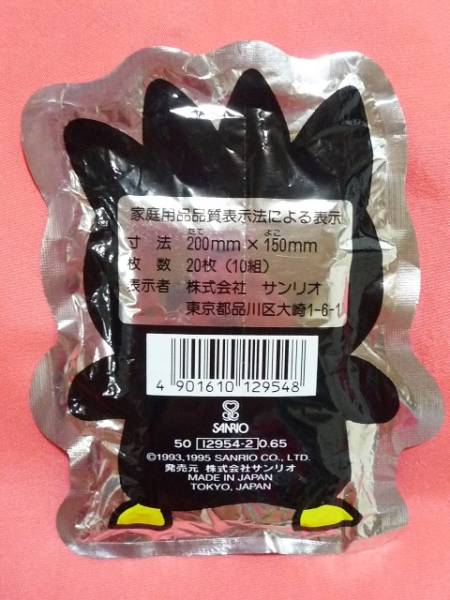 家庭用品品質表示法による表示
たて よこ
寸法 200mm×150mm
枚数 20枚(10組)
表示者 株式会社 サンリオ
東京都品川区大崎1-6-1
4 901610 129548
SANRIO
50 12954-2 0.65
©1993,1995 SANRIO CO., LTD.
発売元 株式会社サンリオ
MADE IN JAPAN
TOKYO, JAPAN